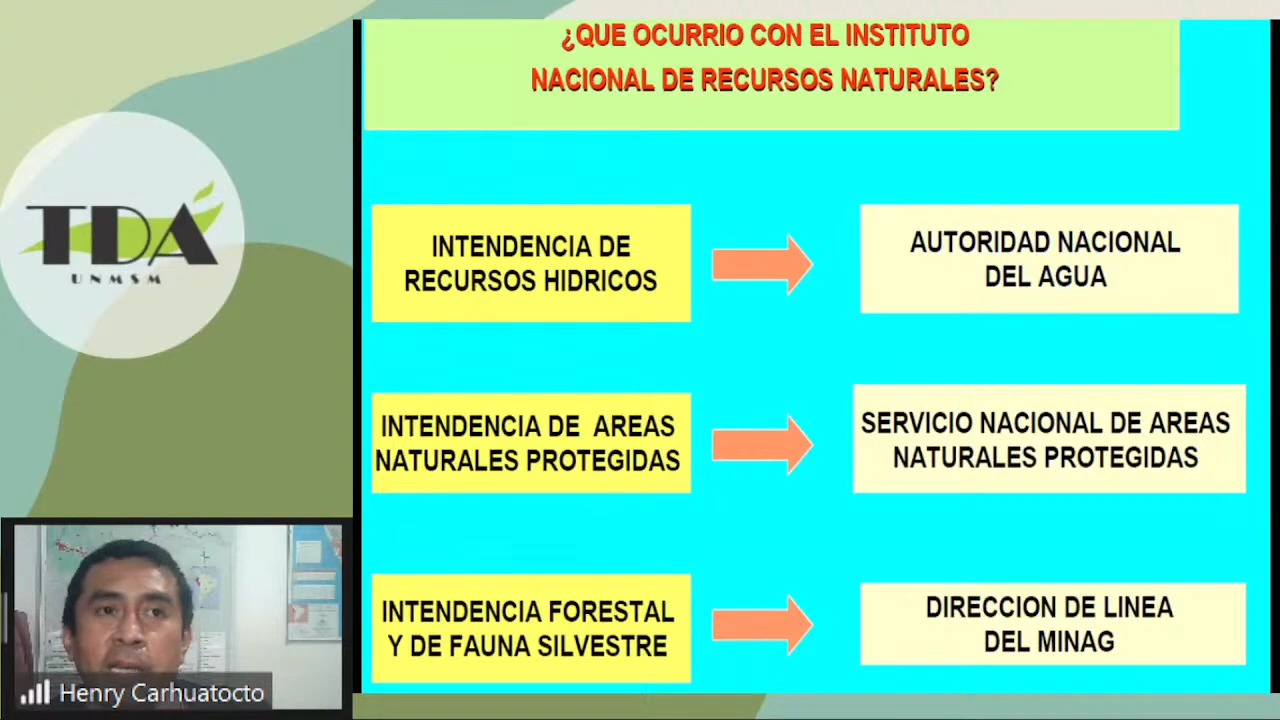 ¿QUE OCURRIO CON EL INSTITUTO
NACIONAL DE RECURSOS NATURALES?
TDA
UNMSM
INTENDENCIA DE
RECURSOS HIDRICOS
AUTORIDAD NACIONAL
DEL AGUA
INTENDENCIA DE AREAS
NATURALES PROTEGIDAS
SERVICIO NACIONAL DE AREAS
NATURALES PROTEGIDAS
INTENDENCIA FORESTAL
Y DE FAUNA SILVESTRE
DIRECCION DE LINEA
DEL MINAG
Henry Carhuatocto